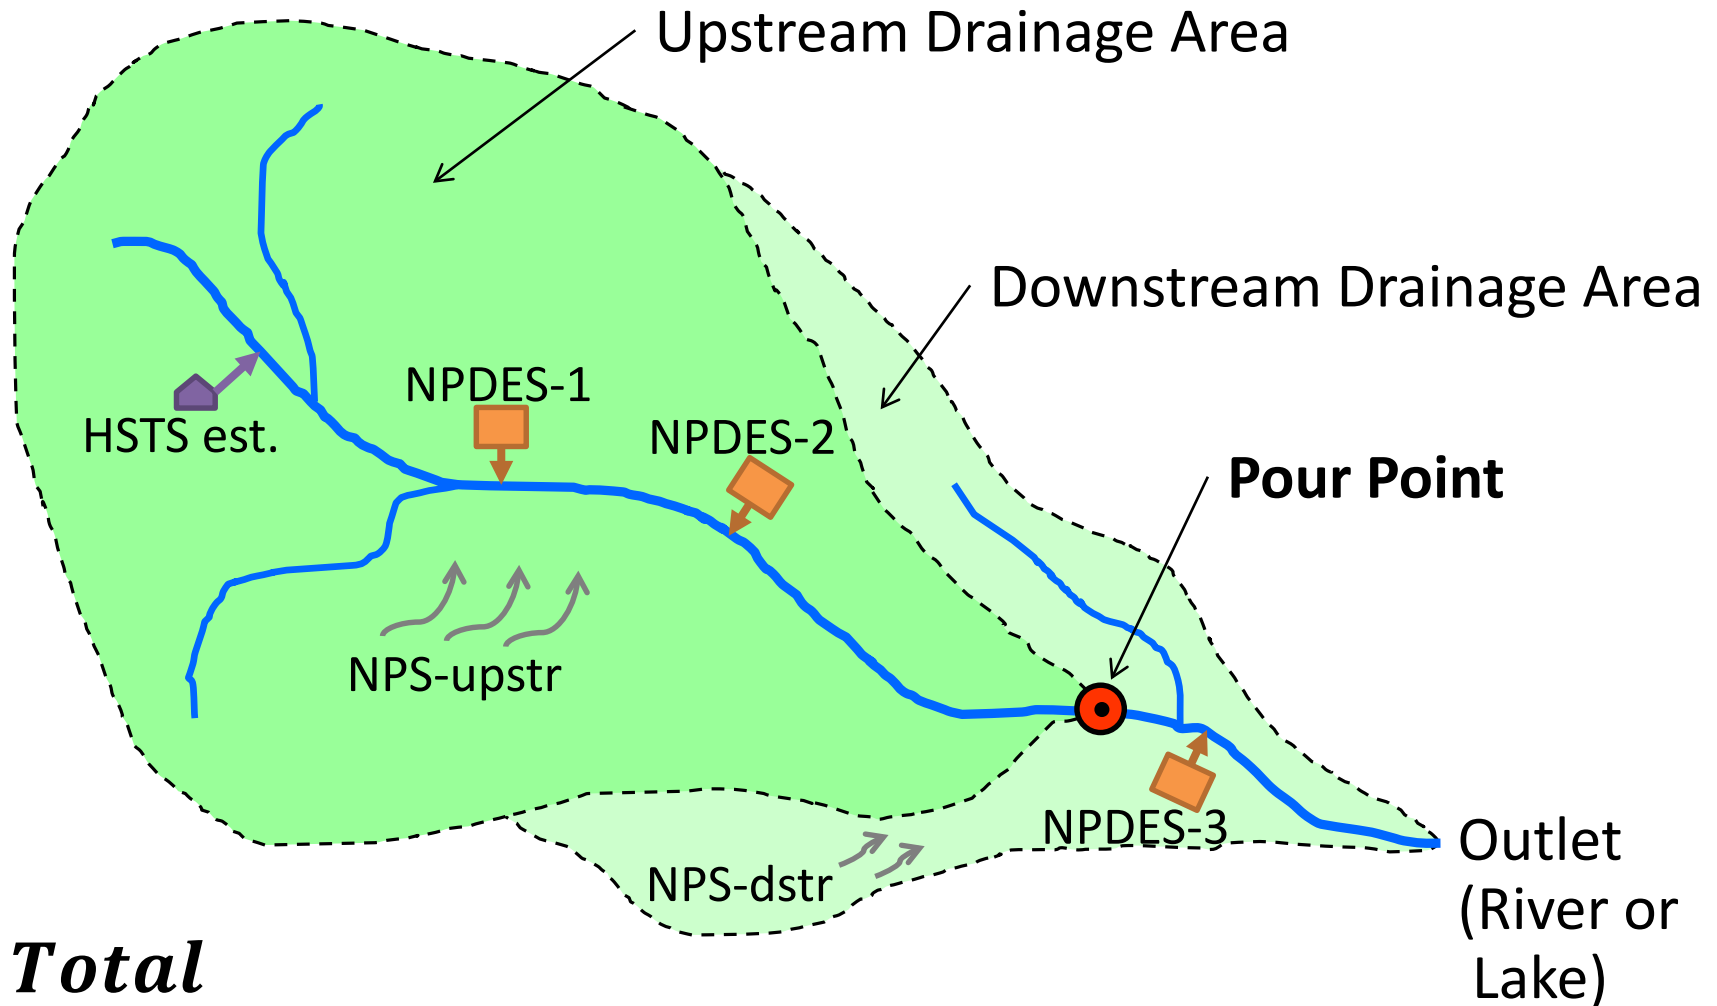 Upstream Drainage Area
Downstream Drainage Area
NPDES-1
HSTS est.
NPDES-2
Pour Point
NPS-upstr
NPDES-3
NPS-dstr
Outlet
(River or
Lake)
Total